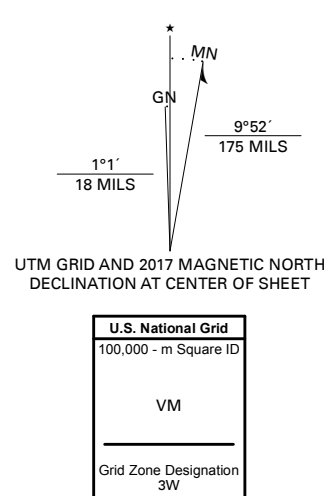 ★
MN
GN
9°52´
175 MILS
1°1´
18 MILS
UTM GRID AND 2017 MAGNETIC NORTH
DECLINATION AT CENTER OF SHEET
U.S. National Grid
100,000 - m Square ID
VM
Grid Zone Designation
3W